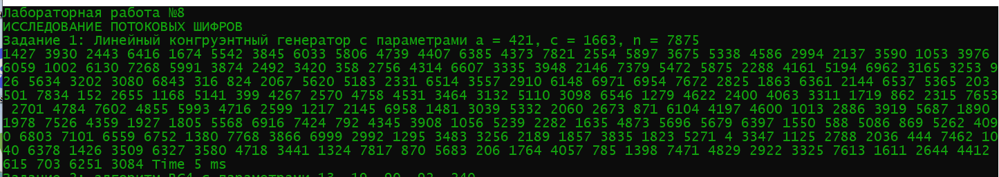 Лабораторная работа №8
ИССЛЕДОВАНИЕ ПОТОКОВЫХ ШИФРОВ
Задание 1: Линейный конгруэнтный генератор с параметрами a = 421, c = 1663, n = 7875
1427 3930 2443 6416 1674 5542 3845 6033 5806 4739 4407 6385 4373 7821 2554 5897 3675 5338 4586 2994 2137 3590 1053 3976
6059 1002 6130 7268 5991 3874 2492 3420 358 2756 4314 6607 3335 3948 2146 7379 5472 5875 2288 4161 5194 6962 3165 3253 9
26 5634 3202 3080 6843 316 824 2067 5620 5183 2331 6514 3557 2910 6148 6971 6954 7672 2825 1863 6361 2144 6537 5365 203
501 7834 152 2655 1168 5141 399 4267 2570 4758 4531 3464 3132 5110 3098 6546 1279 4622 2400 4063 3311 1719 862 2315 7653
2701 4784 7602 4855 5993 4716 2599 1217 2145 6958 1481 3039 5332 2060 2673 871 6104 4197 4600 1013 2886 3919 5687 1890
1978 7526 4359 1927 1805 5568 6916 7424 792 4345 3908 1056 5239 2282 1635 4873 5696 5679 6397 1550 588 5086 869 5262 409
0 6803 7101 6559 6752 1380 7768 3866 6999 2992 1295 3483 3256 2189 1857 3835 1823 5271 4 3347 1125 2788 2036 444 7462 10
40 6378 1426 3509 6327 3580 4718 3441 1324 7817 870 5683 206 1764 4057 785 1398 7471 4829 2922 3325 7613 1611 2644 4412
615 703 6251 3084 Time 5 ms
Задание 2: алгоритм RC4 с параметрами 13, 19, 90, 92, 240